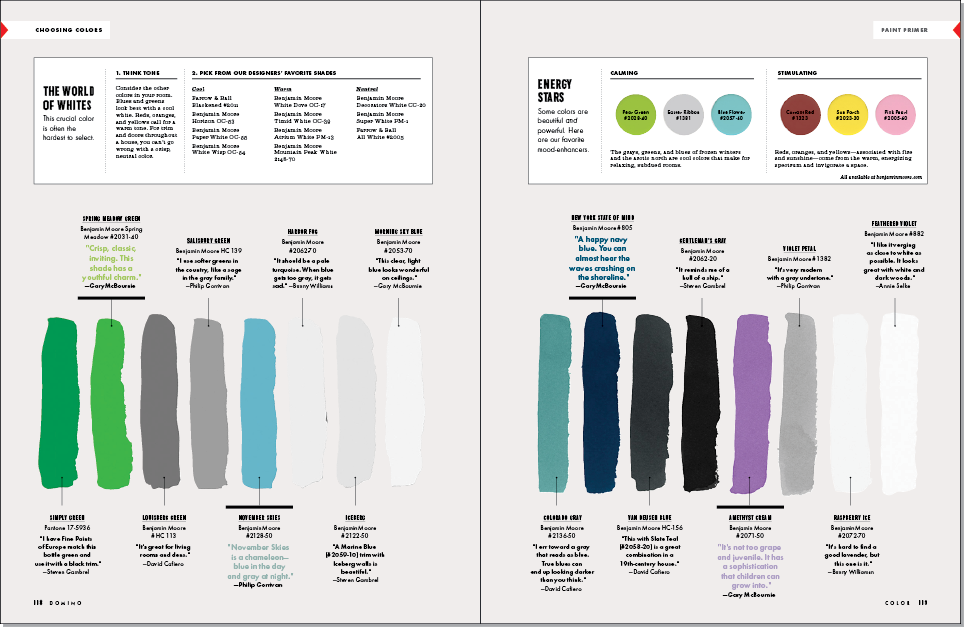 CHOOSING COLORS
THE WORLD
OF WHITES
This crucial color
is often the
hardest to select.
1. THINK TONE
Consider the other
colors in your room.
Blues and greens
look best with a cool
white. Reds, oranges,
and yellows call for a
warm tone. For trim
and doors throughout
a house, you can't go
wrong with a crisp,
neutral color.
2. PICK FROM OUR DESIGNERS' FAVORITE SHADES
Cool
Farrow & Ball
Blackened #2011
Benjamin Moore
Horizon OC-53
Benjamin Moore
Super White OC-55
Benjamin Moore
White Wisp OC-54
Warm
Benjamin Moore
White Dove OC-17
Benjamin Moore
Timid White OC-39
Benjamin Moore
Atrium White PM-13
Benjamin Moore
Mountain Peak White
2148-70
Neutral
Benjamin Moore
Decorators White OC-20
Benjamin Moore
Super White PM-1
Farrow & Ball
All White #2005
SPRING MEADOW GREEN
Benjamin Moore Spring
Meadow #2031-40
"Crisp, classic,
inviting. This
shade has a
youthful charm."
—Gary McBournie
SALISBURY GREEN
Benjamin Moore HC 139
"I use softer greens in
the country, like a sage
in the gray family."
—Philip Gorrivan
HARBOR FOG
Benjamin Moore
#2062-70
"It should be a pale
turquoise. When blue
gets too gray, it gets
sad." —Bunny Williams
MORNING SKY BLUE
Benjamin Moore
#2053-70
"This clear, light
blue looks wonderful
on ceilings."
—Gary McBournie
SIMPLY GREEN
Pantone 17-5936
"I have Fine Paints
of Europe match this
bottle green and
use it with a black trim."
—Steven Gambrel
LOUISBURG GREEN
Benjamin Moore
# HC 113
"It's great for living
rooms and dens."
—David Cafiero
NOVEMBER SKIES
Benjamin Moore
#2128-50
"November Skies
is a chameleon—
blue in the day
and gray at night."
—Philip Gorrivan
ICEBERG
Benjamin Moore
#2122-50
"A Marine Blue
[#2059-10] trim with
Iceberg walls is
beautiful."
—Steven Gambrel
118 DOMINO
PAINT PRIMER
ENERGY
STARS
Some colors are
beautiful and
powerful. Here
are our favorite
mood-enhancers.
CALMING
Pear Green
#2028-40
#1381
Blue Flower
#2057-40
The grays, greens, and blues of frozen winters
and the Arctic north are cool colors that make for
relaxing, subdued rooms.
STIMULATING
#1323
Sun Porch
#2023-30
Pink Pearl
#2005-60
Reds, oranges, and yellows—associated with fire
and sunshine—come from the warm, energizing
spectrum and invigorate a space.
All available at benjaminmoore.com
NEW YORK STATE OF MIND
Benjamin Moore #805
"A happy navy
blue. You can
almost hear the
waves crashing on
the shoreline."
—Gary McBournie
GENTLEMAN'S GRAY
Benjamin Moore
#2062-20
"It reminds me of a
hull of a ship."
—Steven Gambrel
VIOLET PETAL
Benjamin Moore #1382
"It's very modern
with a gray undertone."
—Philip Gorrivan
FEATHERED VIOLET
Benjamin Moore #882
"I like it verging
as close to white as
possible. It looks
great with white and
dark woods."
—Annie Selke
COLORADO GRAY
Benjamin Moore
#2136-50
"I err toward a gray
that reads as blue.
True blues can
end up looking darker
than you think."
—David Cafiero
VAN DEUSEN BLUE
Benjamin Moore HC-156
"This with Slate Teal
[#2058-20] is a great
combination in a
19th-century house."
—David Cafiero
AMETHYST CREAM
Benjamin Moore
#2071-50
"It's not too grape
and juvenile. It has
a sophistication
that children can
grow into."
—Gary McBournie
RASPBERRY ICE
Benjamin Moore
#2072-70
"It's hard to find a
good lavender, but
this one is it."
—Bunny Williams
COLOR 119